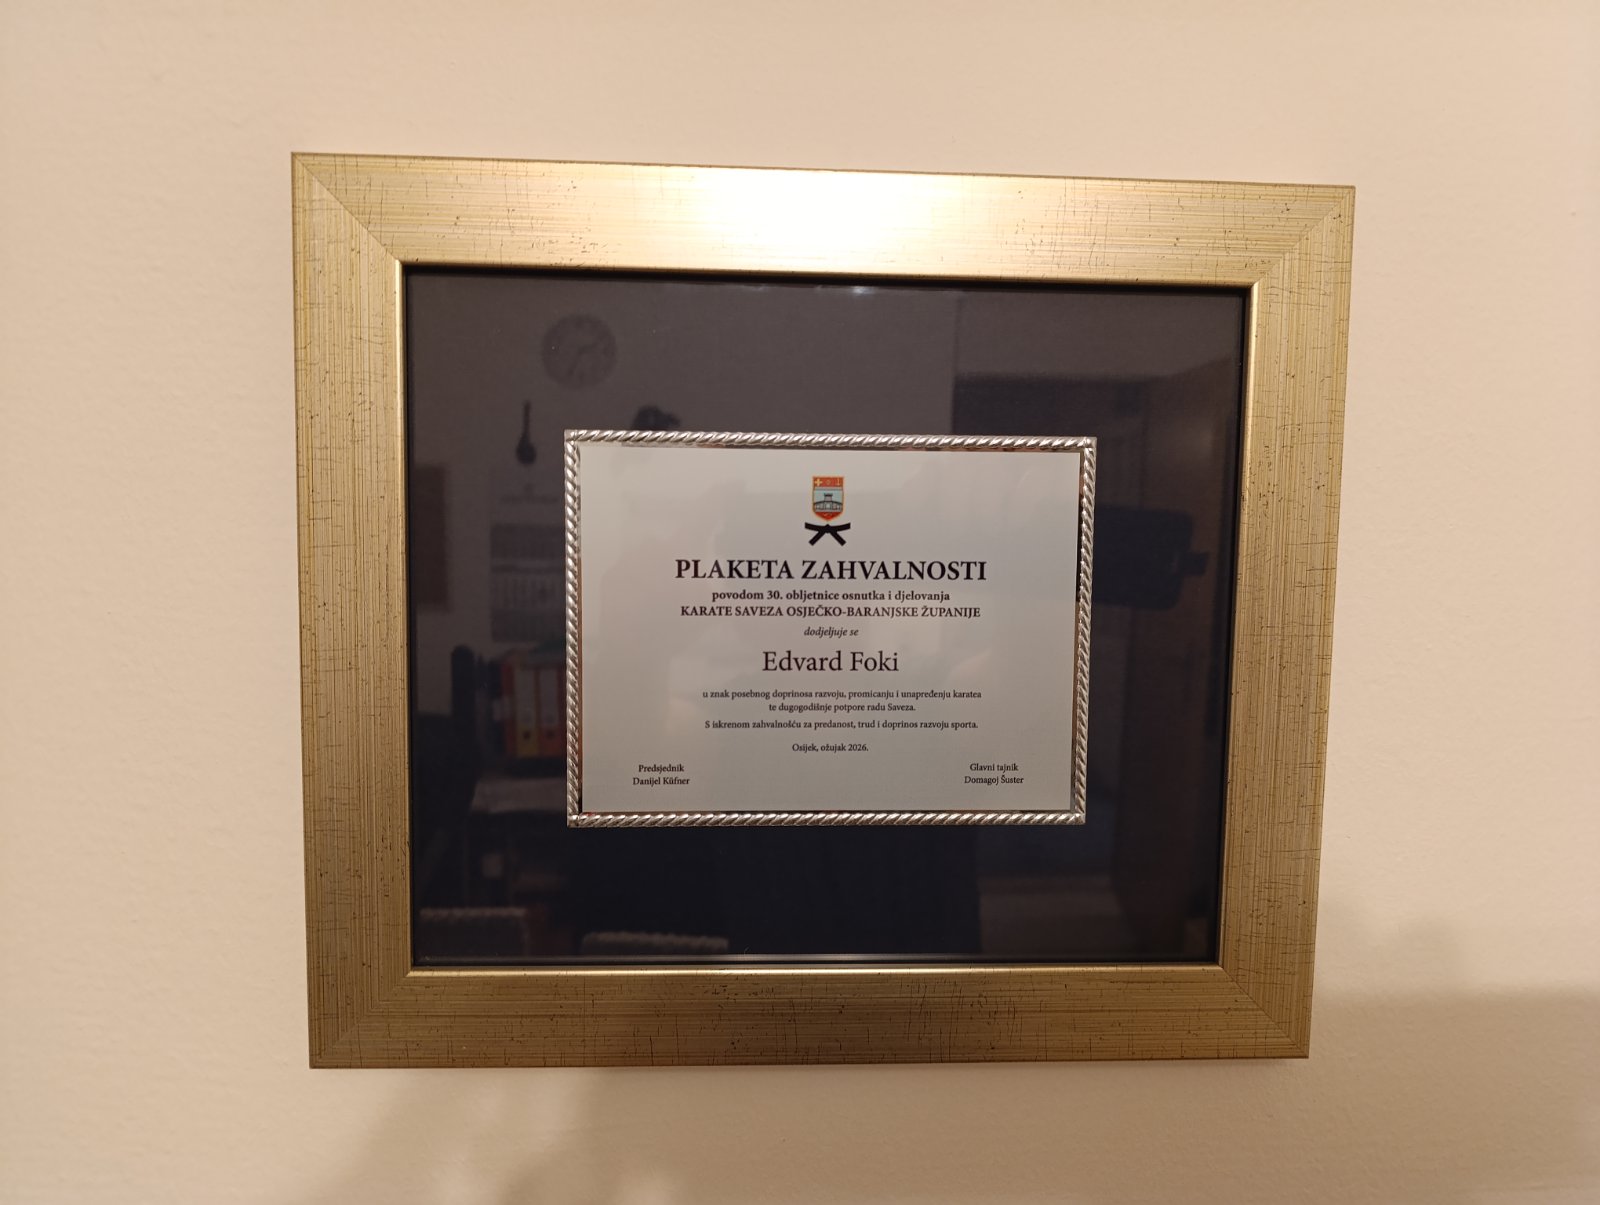 PLAKETA ZAHVALNOSTI
povodom 30. obljetnice osnutka i djelovanja
KARATE SAVEZA OSJEČKO-BARANJSKE ŽUPANIJE
dodjeljuje se
Edvard Foki
u znak posebnog doprinosa razvoju, promicanju i unapređenju karatea
te dugogodišnje potpore radu Saveza.
S iskrenom zahvalnošću za predanost, trud i doprinos razvoju sporta.
Osijek, ožujak 2026.
Predsjednik
Danijel Küfner
Glavni tajnik
Domagoj Šuster